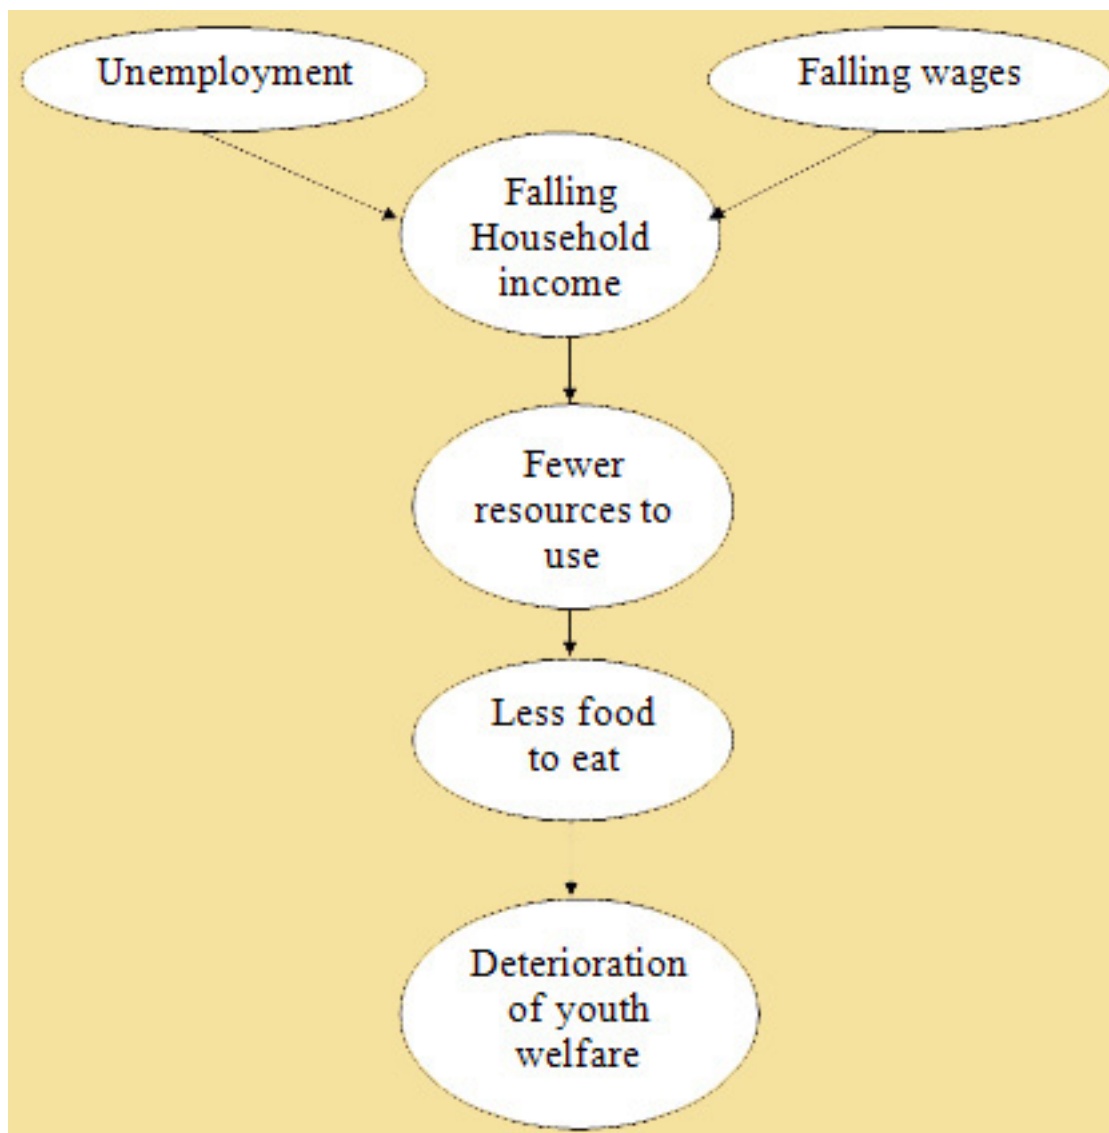 Unemployment
Falling wages
Falling
Household
income
Fewer
resources to
use
Less food
to eat
Deterioration
of youth
welfare